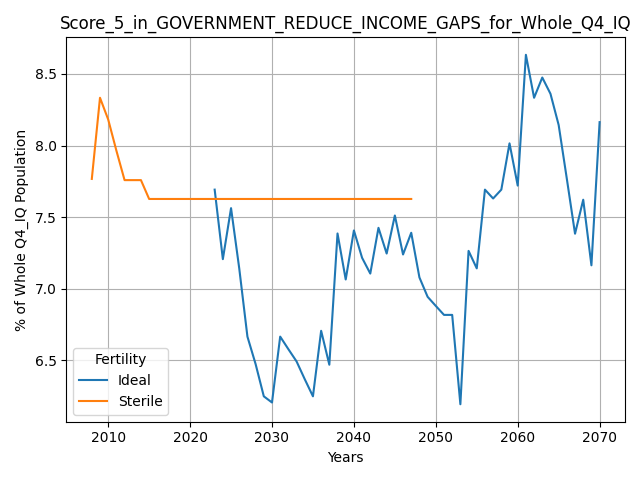 Score_5_in_GOVERNMENT_REDUCE_INCOME_GAPS_for_Whole_Q4_IQ
8.5
8.0
7.5
7.0
6.5
% of Whole Q4_IQ Population
Fertility
Ideal
Sterile
2010 2020 2030 2040 2050 2060 2070
Years